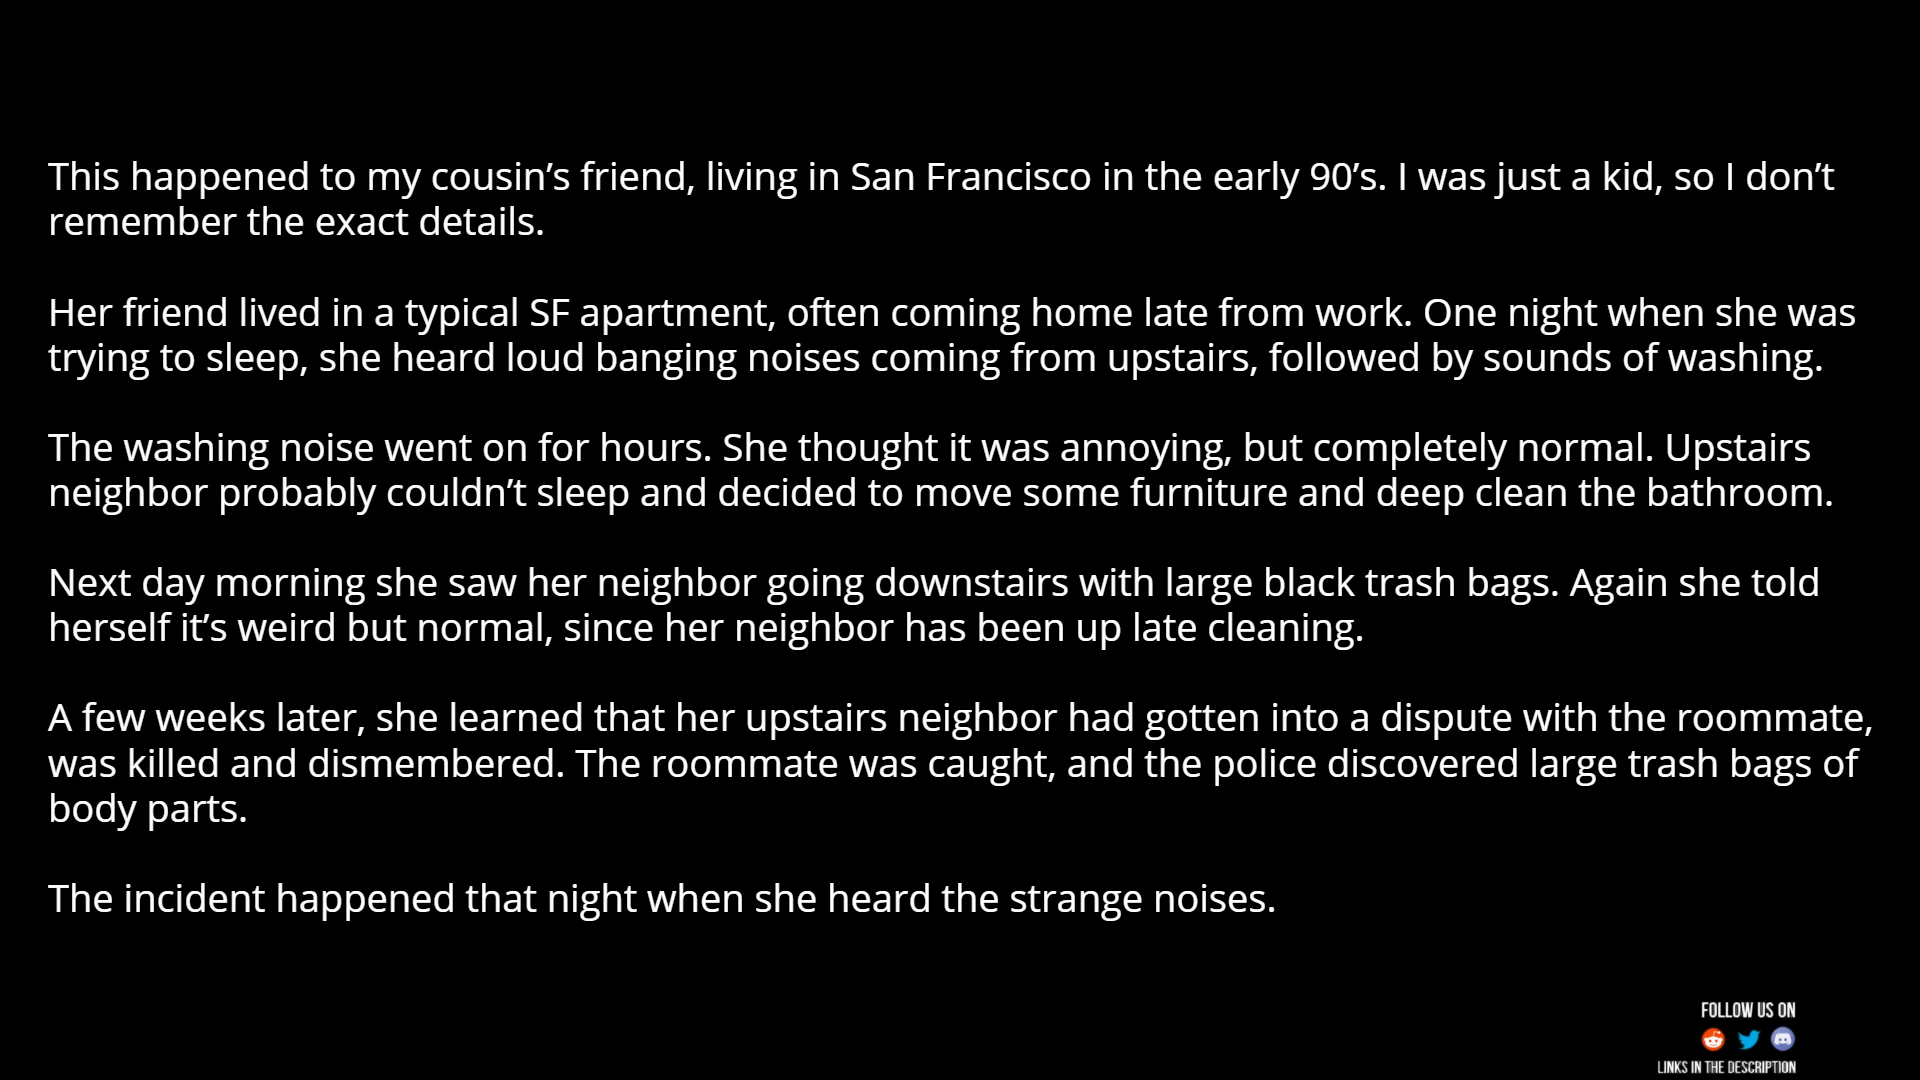 This happened to my cousin’s friend, living in San Francisco in the early 90’s. I was just a kid, so I don’t
remember the exact details.
Her friend lived in a typical SF apartment, often coming home late from work. One night when she was
trying to sleep, she heard loud banging noises coming from upstairs, followed by sounds of washing.
The washing noise went on for hours. She thought it was annoying, but completely normal. Upstairs
neighbor probably couldn’t sleep and decided to move some furniture and deep clean the bathroom.
Next day morning she saw her neighbor going downstairs with large black trash bags. Again she told
herself it’s weird but normal, since her neighbor has been up late cleaning.
A few weeks later, she learned that her upstairs neighbor had gotten into a dispute with the roommate,
was killed and dismembered. The roommate was caught, and the police discovered large trash bags of
body parts.
The incident happened that night when she heard the strange noises.
FOLLOW US ON
LINKS IN THE DESCRIPTION